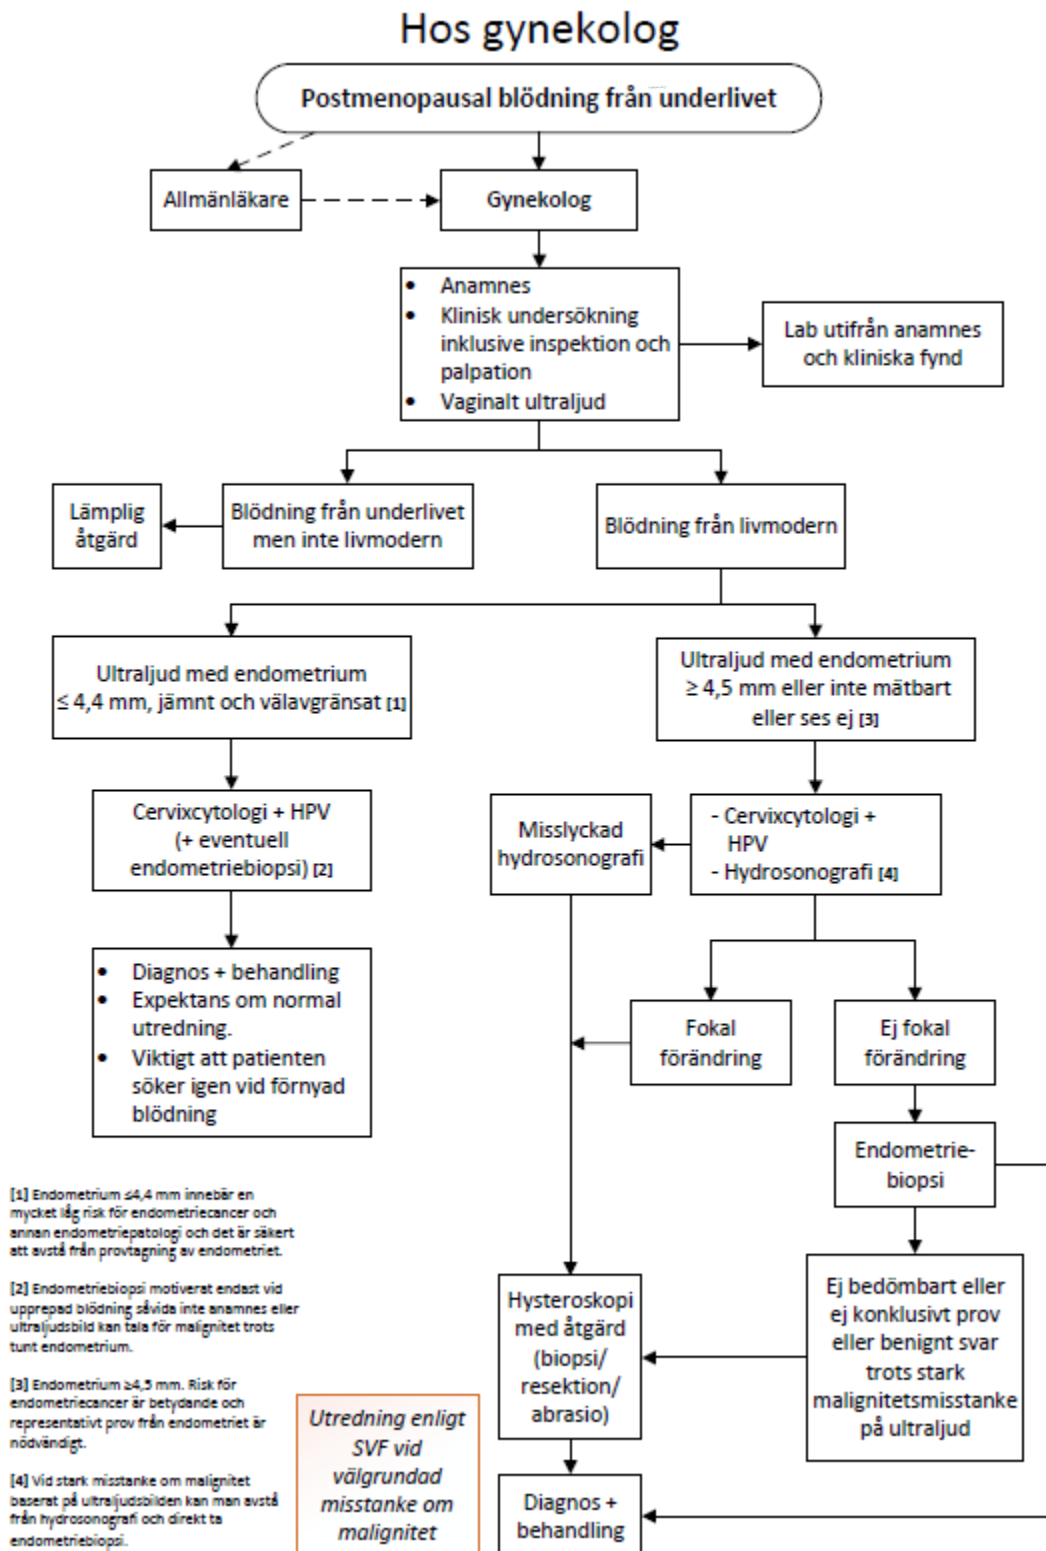 Hos gynekolog
Postmenopausal blödning från underlivet
Allmänläkare
Gynekolog
• Anamnes
• Klinisk undersökning
inklusive inspektion och
palpation
• Vaginalt ultraljud
Lab utifrån anamnes
och kliniska fynd
Lämplig
åtgärd
Blödning från underlivet
men inte livmodern
Blödning från livmodern
Ultraljud med endometrium
≤ 4,4 mm, jämnt och välavgränsat [1]
Ultraljud med endometrium
≥ 4,5 mm eller inte mätbart
eller ses ej [3]
Cervixcytologi + HPV
(+ eventuell
endometriebiopsi) [2]
Misslyckad
hydrosonografi
- Cervixcytologi +
HPV
- Hydrosonografi [4]
• Diagnos + behandling
• Expektans om normal
utredning.
• Viktigt att patienten
söker igen vid förnyad
blödning
Fokal
förändring
Ej fokal
förändring
Endometrie-
biopsi
Ej bedömbart eller
ej konklusivt prov
eller benignt svar
trots stark
malignitetsmisstanke
på ultraljud
Hysteroskopi
med åtgärd
(biopsi/
resektion/
abrasio)
Diagnos +
behandling
[1] Endometrium ≤4,4 mm innebär en
mycket låg risk för endometriecancer och
annan endometriepatologi och det är säkert
att avstå från provtagning av endometriet.
[2] Endometriebiopsi motiverat endast vid
upprepad blödning såvida inte anamnes eller
ultraljudsbild kan tala för malignitet trots
tunt endometrium.
[3] Endometrium ≥4,5 mm. Risk för
endometriecancer är betydande och
representativt prov från endometriet är
nödvändigt.
[4] Vid stark misstanke om malignitet
baserat på ultraljudsbilden kan man avstå
från hydrosonografi och direkt ta
endometriebiopsi.
Utredning enligt
SVF vid
välgrundad
misstanke om
malignitet